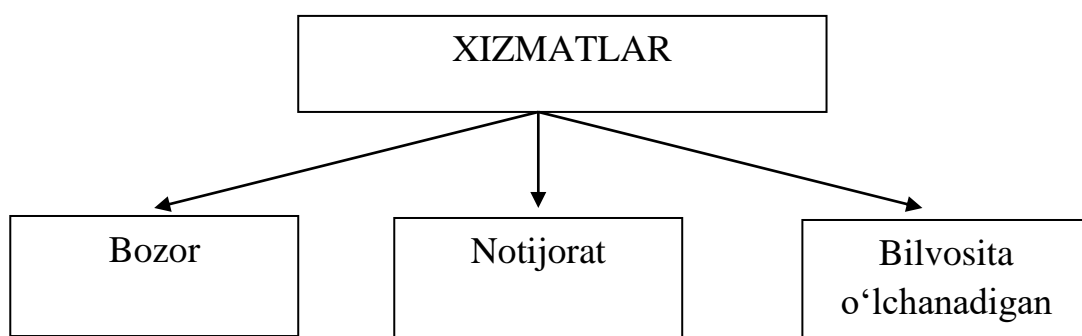 XIZMATLAR
Bozor
Notijorat
Bilvosita
o‘lchanadigan